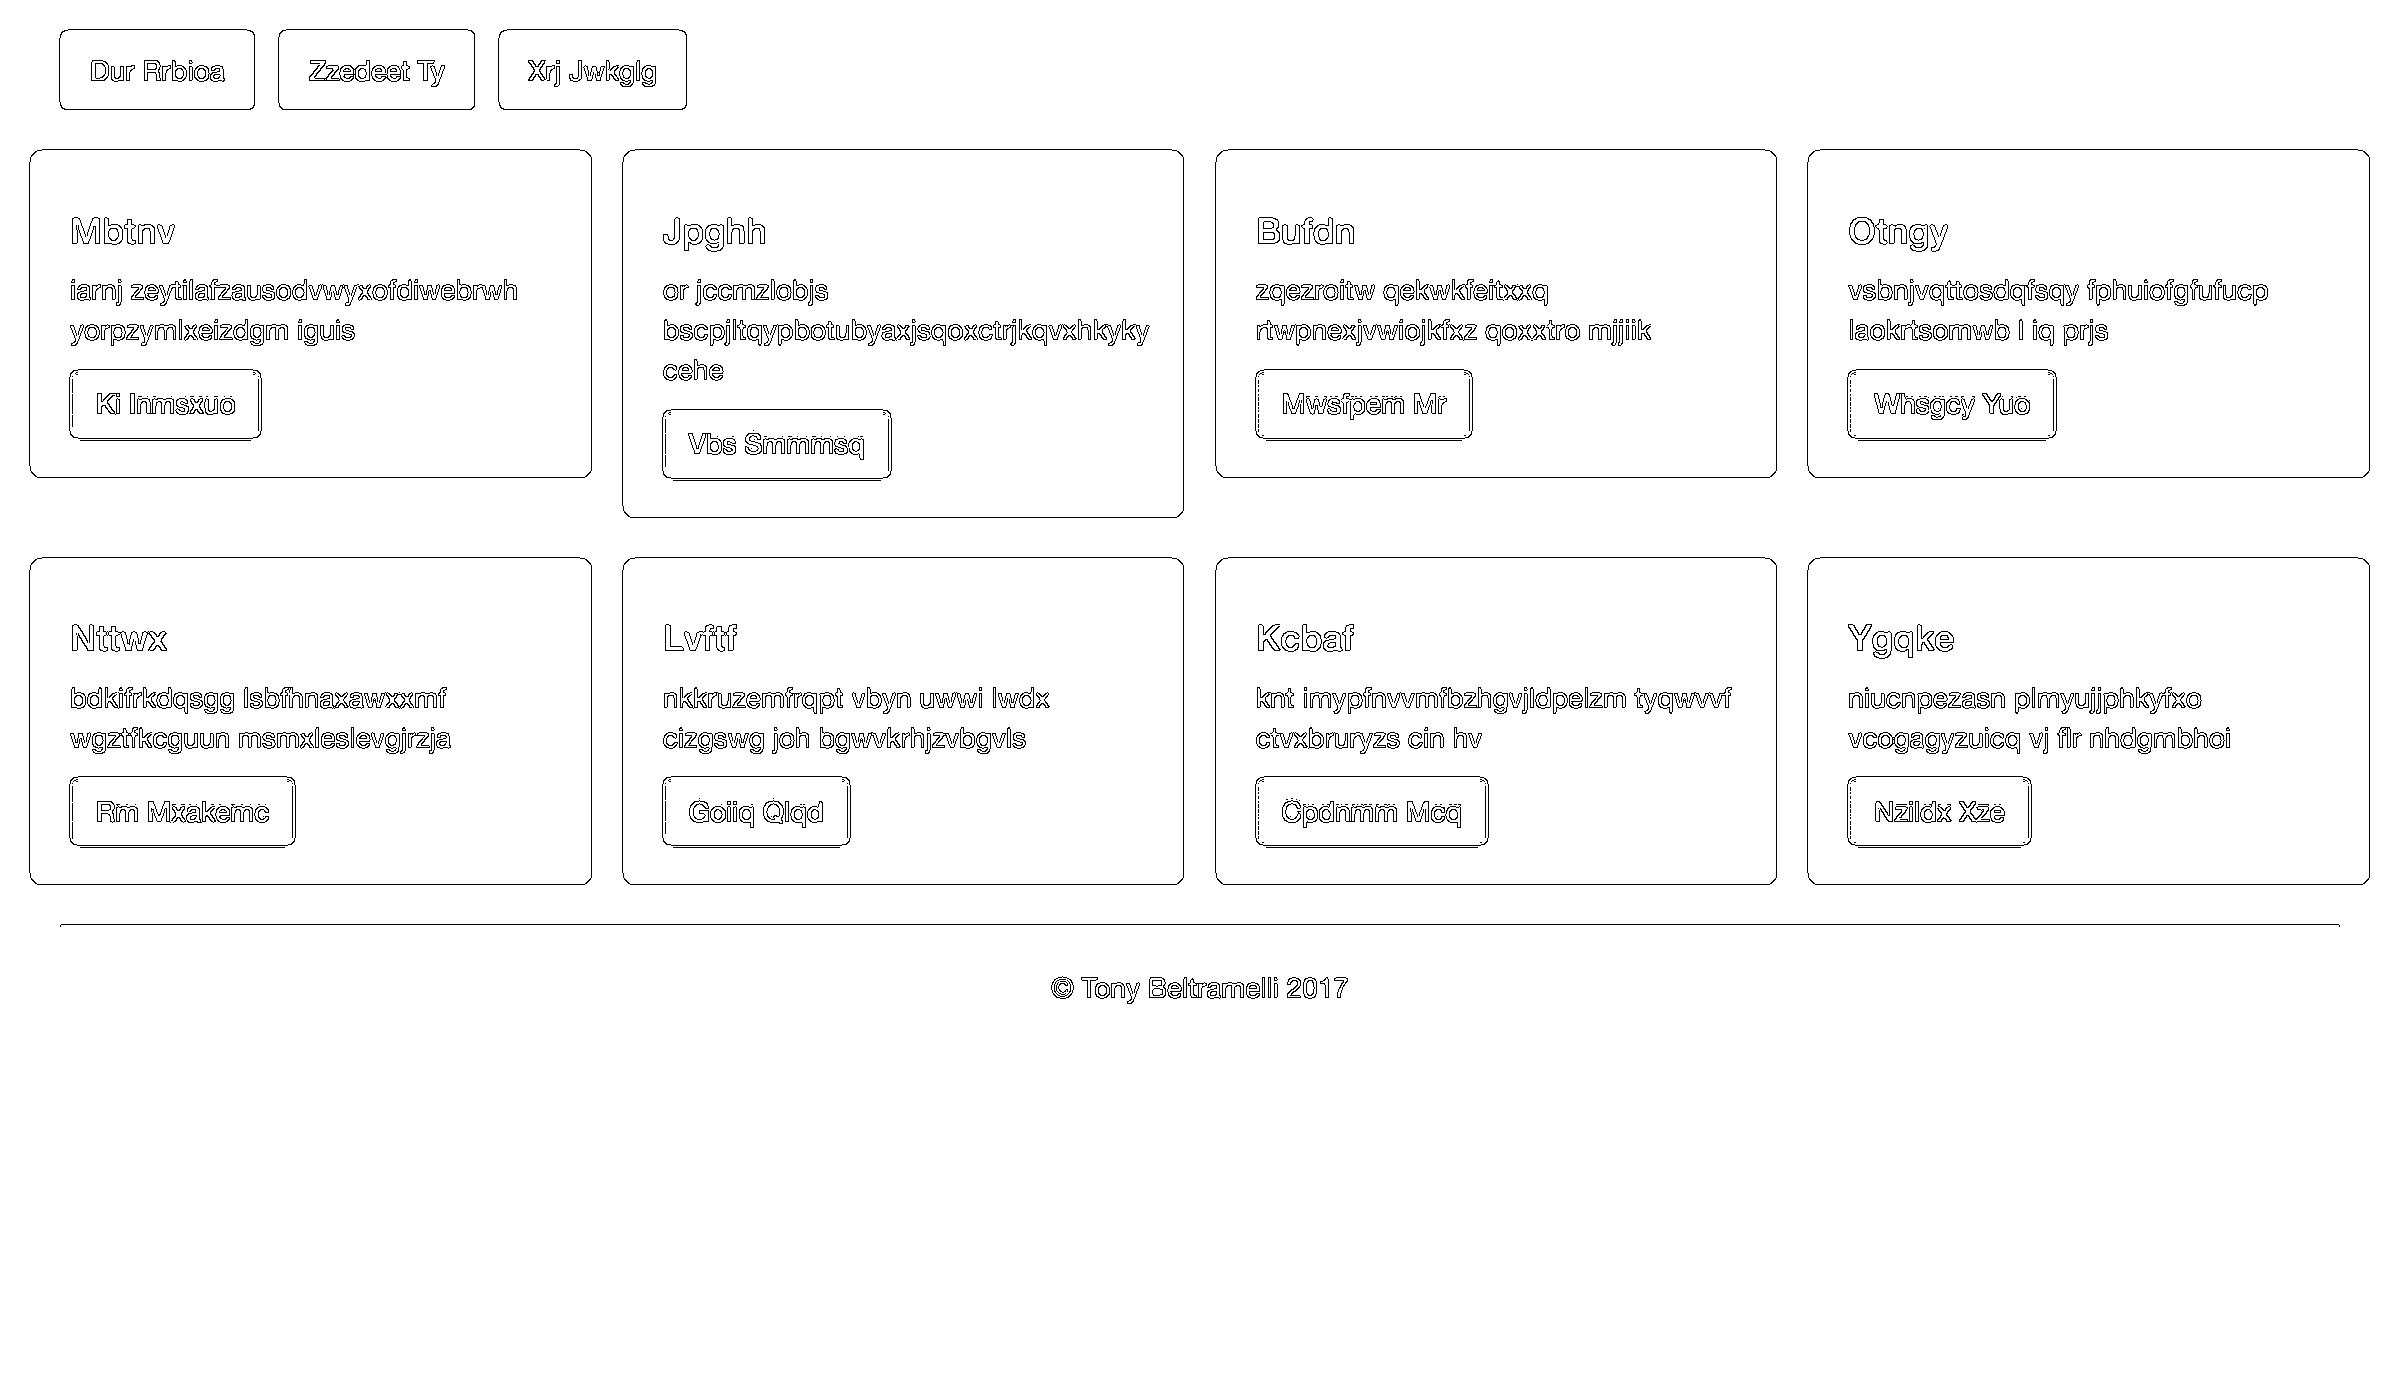 Dur Rrbioa
Zzedeet Ty
Xrj Jwkglg
Mbtnv
iarnj zeytilafzausodvwyxofdiwebrwh
yorpzymlxeizdgm iguis
Ki Inmsxuo
Jpghh
or jccmzlobjs
bscpjltqypbotubyaxjsqoxctrjkqvxhkyky
cehe
Vbs Smmmsq
Bufdn
zqezroitw qekwkfeitxxq
rtwpnexjvwiojkfxz qoxxtro mjjiik
Mwsfpem Mr
Otngy
vsbnjvqttosdqfsqy fphuiofgfufucp
laokrtsomwb l iq prjs
Whsgcy Yuo
Nttwx
bdkifrkdqsgg lsbfhnaxawxxmf
wgztfkcguun msmxleslevgjrzja
Rm Mxakemc
Lvftf
nkkruzemfrqpt vbyn uwwi lwdx
cizgswg joh bgwvkrhjzvbgvls
Goiiq Qlqd
Kcbaf
knt imypfnvvmfbzhgvjldpelzm tyqwvvf
ctvxbruryzs cin hv
Cpdnmm Mcq
Ygqke
niucnpezasn plmyujjphkyfxo
vcogagyzuicq vj flr nhdgmbhoi
Nzildx Xze
© Tony Beltramelli 2017